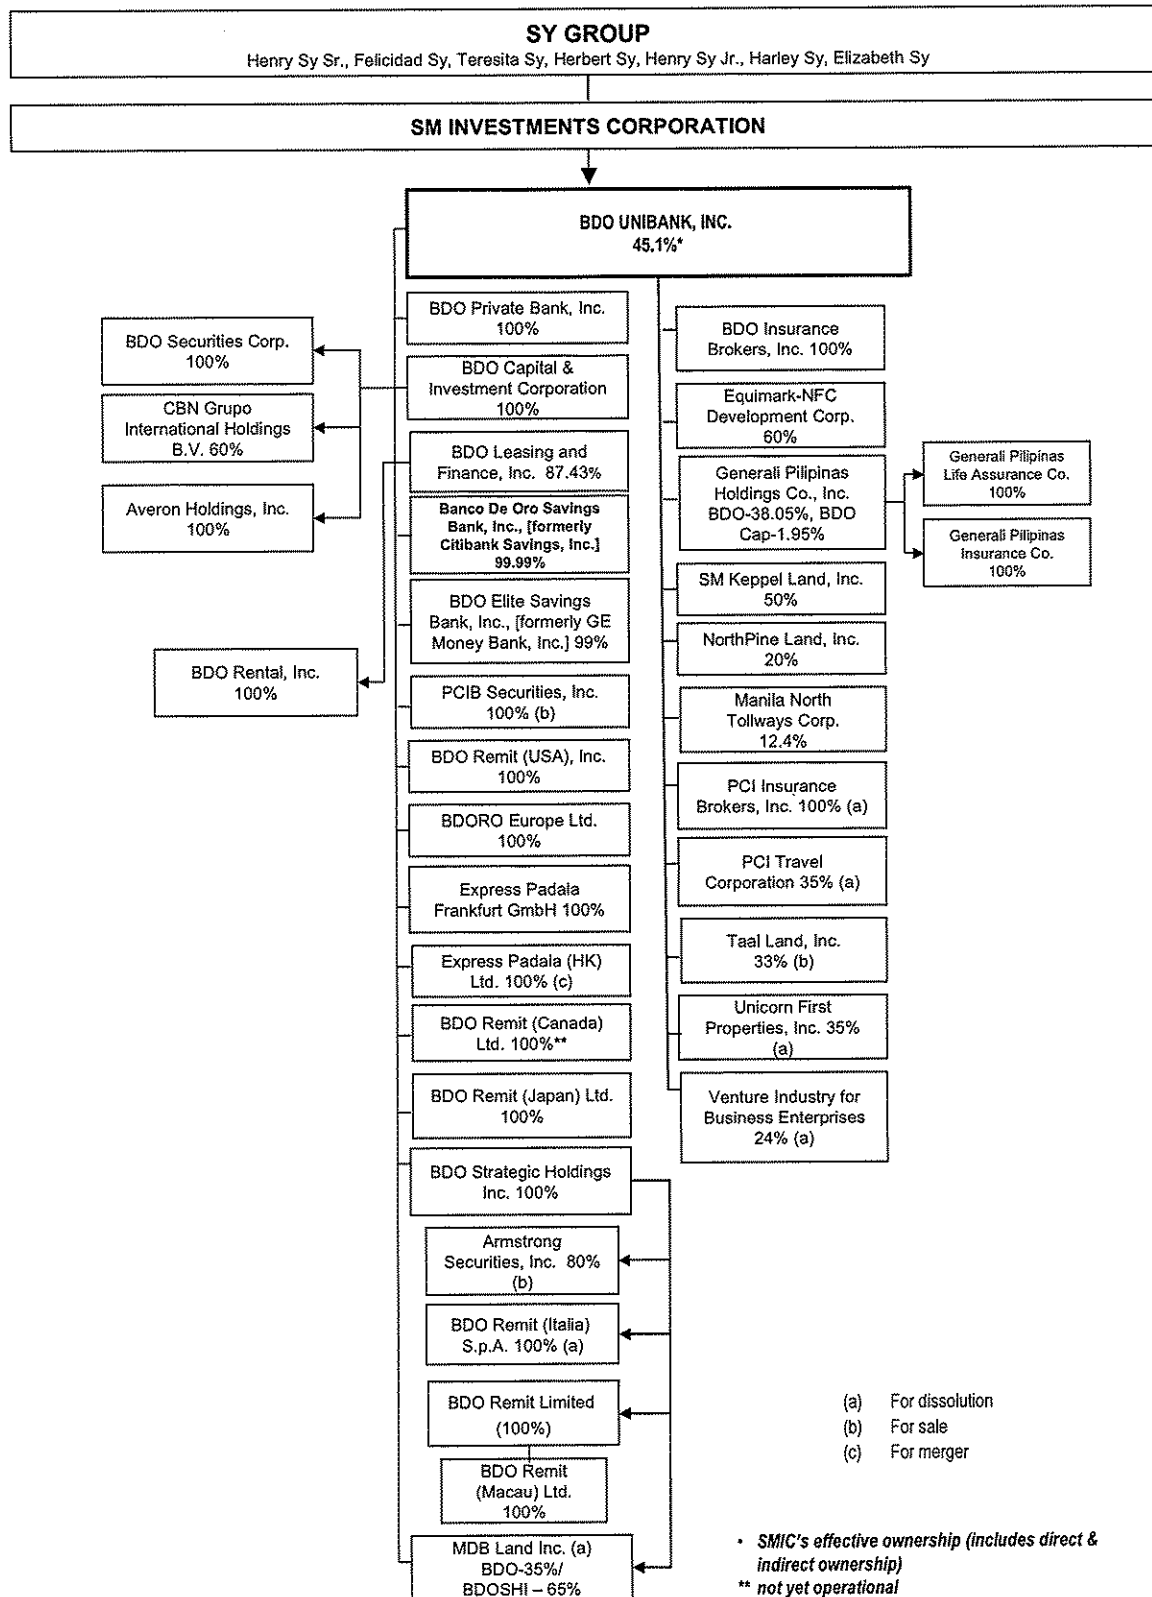 SY GROUP
Henry Sy Sr., Felicidad Sy, Teresita Sy, Herbert Sy, Henry Sy Jr., Harley Sy, Elizabeth Sy
SM INVESTMENTS CORPORATION
BDO UNIBANK, INC.
45.1%*
BDO Private Bank, Inc.
100%
BDO Capital &
Investment Corporation
100%
BDO Securities Corp.
100%
CBN Grupo
International Holdings
B.V. 60%
Averon Holdings, Inc.
100%
BDO Leasing and
Finance, Inc. 87.43%
BDO Rental, Inc.
100%
Banco De Oro Savings
Bank, Inc., [formerly
Citibank Savings, Inc.]
99.99%
BDO Elite Savings
Bank, Inc., [formerly GE
Money Bank, Inc.] 99%
PCIB Securities, Inc.
100% (b)
BDO Remit (USA), Inc.
100%
BDORO Europe Ltd.
100%
Express Padala
Frankfurt GmbH 100%
Express Padala (HK)
Ltd. 100% (c)
BDO Remit (Canada)
Ltd. 100%**
BDO Remit (Japan) Ltd.
100%
BDO Strategic Holdings
Inc. 100%
Armstrong
Securities, Inc. 80%
(b)
BDO Remit (Italia)
S.p.A. 100% (a)
BDO Remit Limited
(100%)
BDO Remit
(Macau) Ltd.
100%
MDB Land Inc. (a)
BDO-35%/
BDOSHI – 65%
BDO Insurance
Brokers, Inc. 100%
Equimark-NFC
Development Corp.
60%
Generali Pilipinas
Holdings Co., Inc.
BDO-38.05%, BDO
Cap-1.95%
Generali Pilipinas
Life Assurance Co.
100%
Generali Pilipinas
Insurance Co.
100%
SM Keppel Land, Inc.
50%
NorthPine Land, Inc.
20%
Manila North
Tollways Corp.
12.4%
PCI Insurance
Brokers, Inc. 100% (a)
PCI Travel
Corporation 35% (a)
Taal Land, Inc.
33% (b)
Unicorn First
Properties, Inc. 35%
(a)
Venture Industry for
Business Enterprises
24% (a)
(a) For dissolution
(b) For sale
(c) For merger
• SMIC's effective ownership (includes direct &
indirect ownership)
** not yet operational